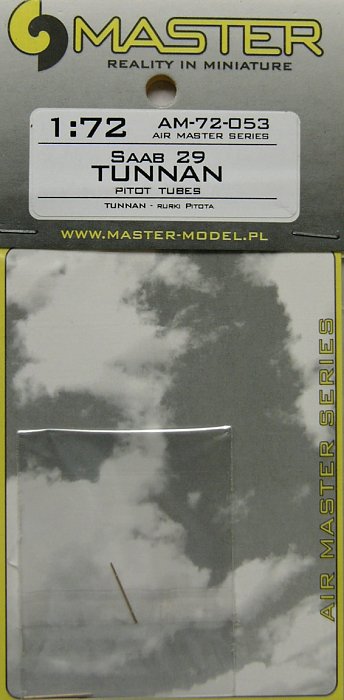 MASTER
REALITY IN MINIATURE
1:72
AM-72-053
AIR MASTER SERIES
SAAB 29
TUNNAN
PITOT TUBES
TUNNAN - RURKI PITOTA
WWW.MASTER-MODEL.PL
AIR MASTER SERIES